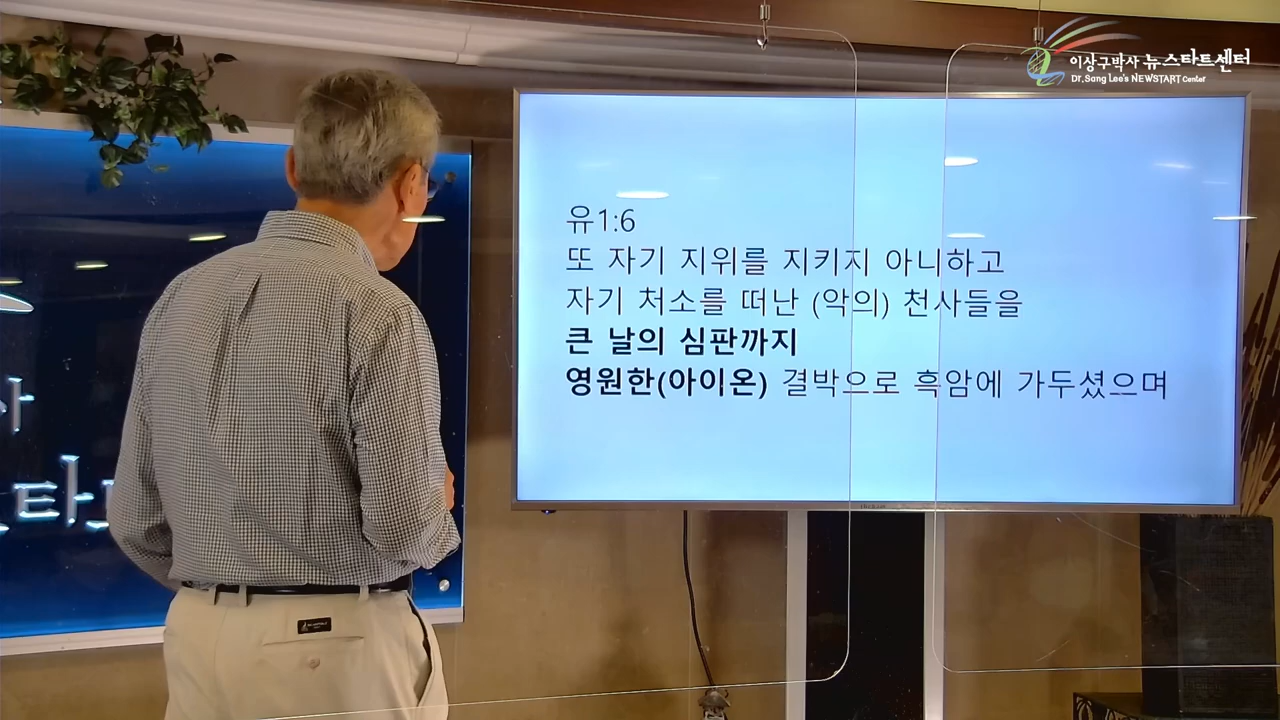 이상구박사 뉴스타트센터
Dr. Sang Lee's NEWSTART Center
유1:6
또 자기 지위를 지키지 아니하고
자기 처소를 떠난 (악의) 천사들을
큰 날의 심판까지
영원한(아이온) 결박으로 흑암에 가두셨으며